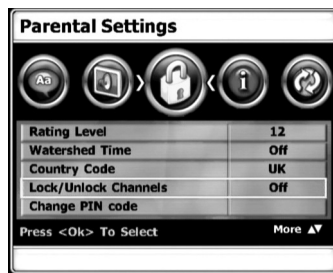 Parental Settings
Aa
i
Rating Level 12
Watershed Time Off
Country Code UK
Lock/Unlock Channels Off
Change PIN code
Press <Ok> To Select More ▲▼